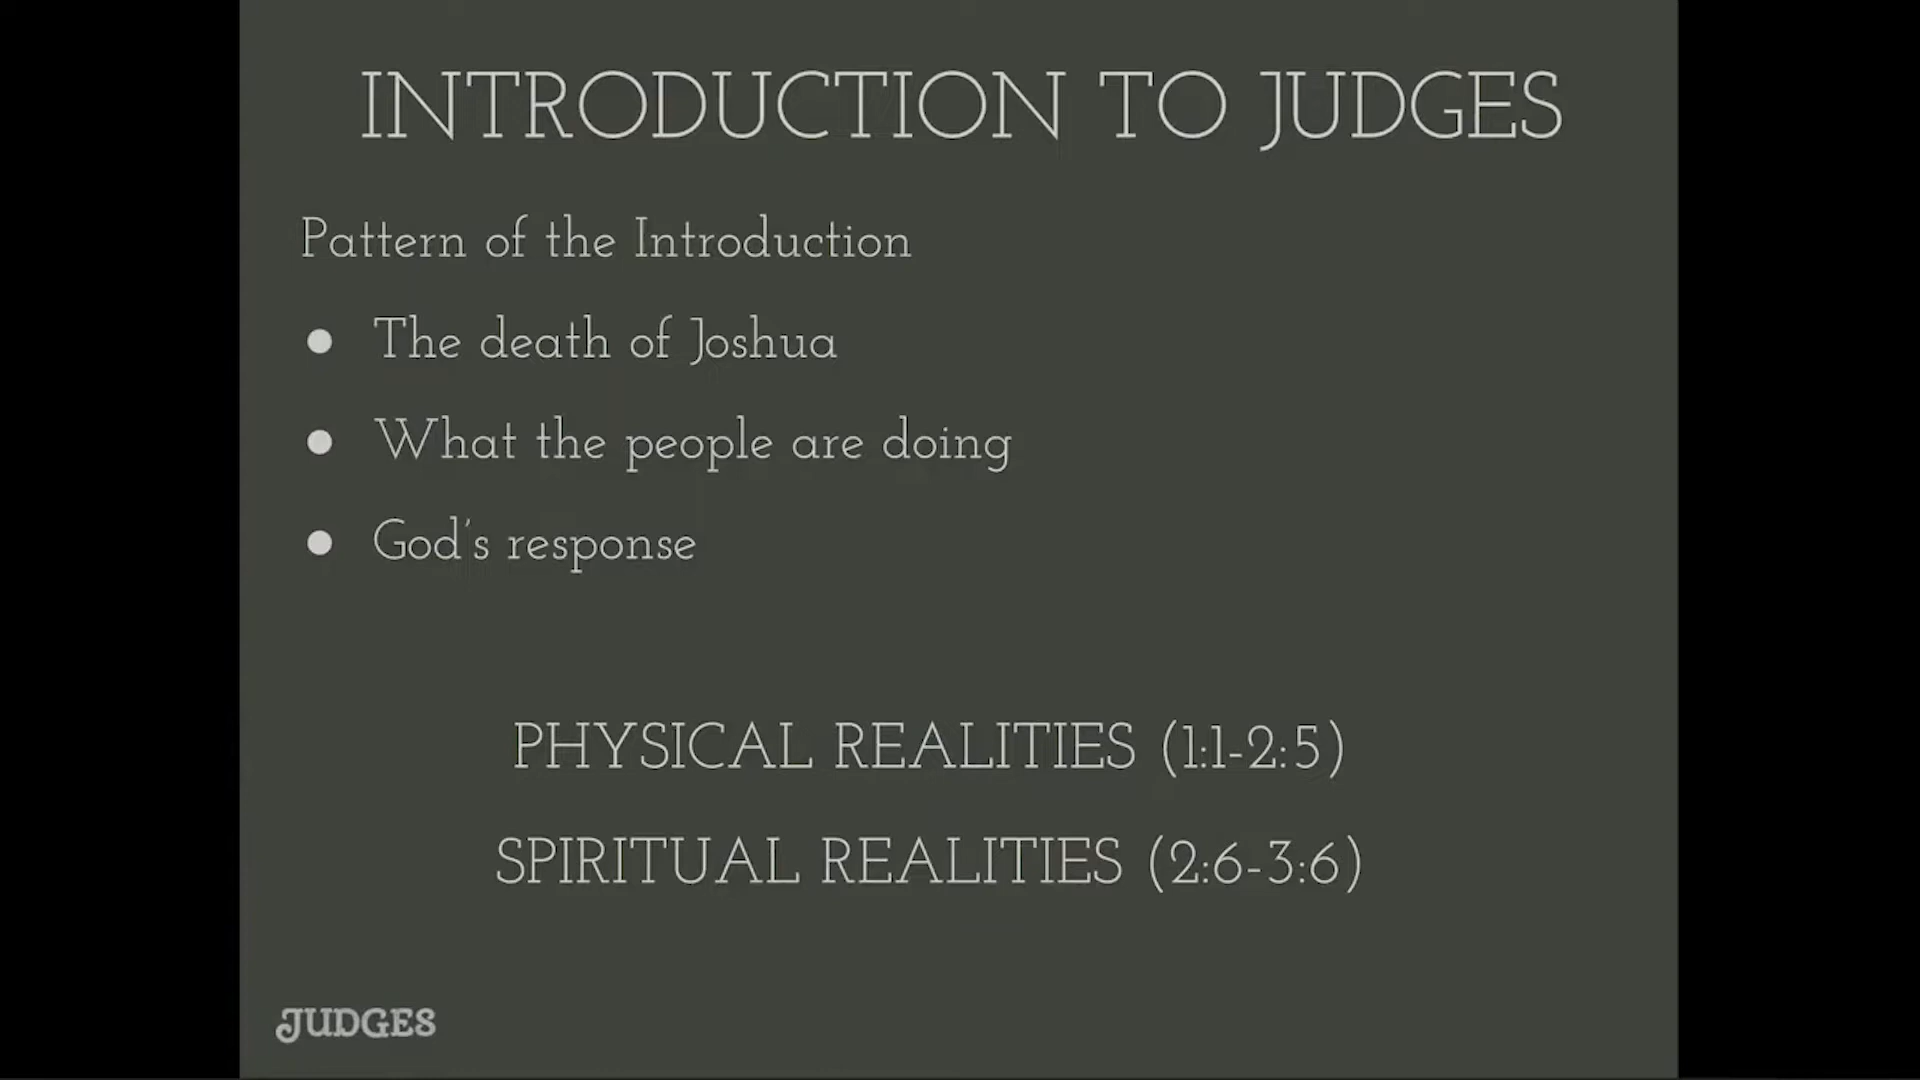 INTRODUCTION TO JUDGES
Pattern of the Introduction
● The death of Joshua
● What the people are doing
● God's response
PHYSICAL REALITIES (1:1-2:5)
SPIRITUAL REALITIES (2:6-3:6)
JUDGES